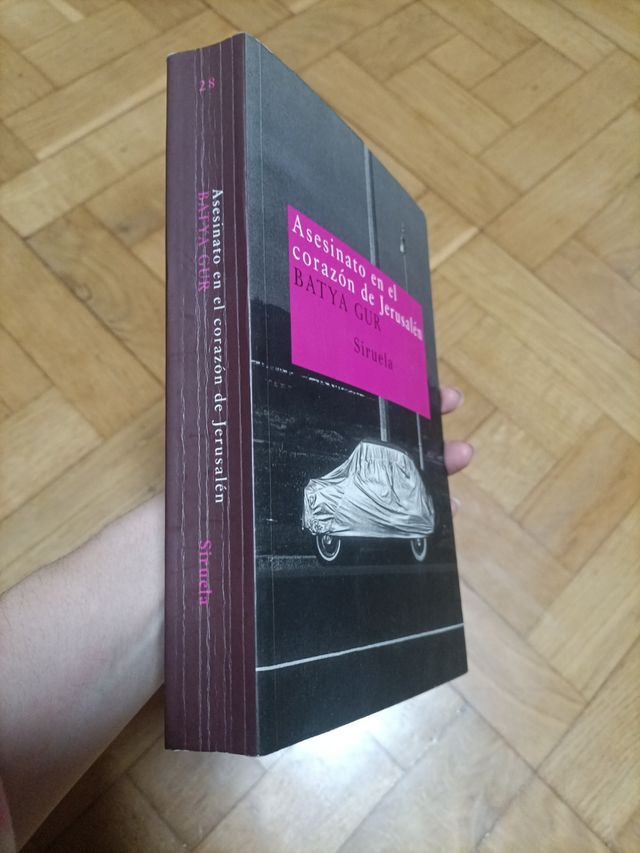 28
Asesinato en el corazón de Jerusalén
BATYA GUR
Siruela
Asesinato en el
corazón de Jerusalén
BATYA GUR
Siruela